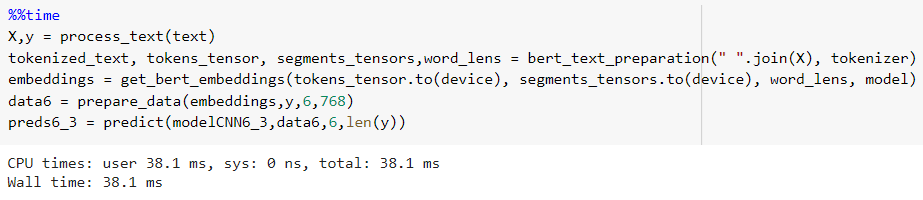 %%time
X,y = process_text(text)
tokenized_text, tokens_tensor, segments_tensors,word_lens = bert_text_preparation(" ".join(X), tokenizer)
embeddings = get_bert_embeddings(tokens_tensor.to(device), segments_tensors.to(device), word_lens, model)
data6 = prepare_data(embeddings,y,6,768)
preds6_3 = predict(modelCNN6_3,data6,6,len(y))
CPU times: user 38.1 ms, sys: 0 ns, total: 38.1 ms
Wall time: 38.1 ms